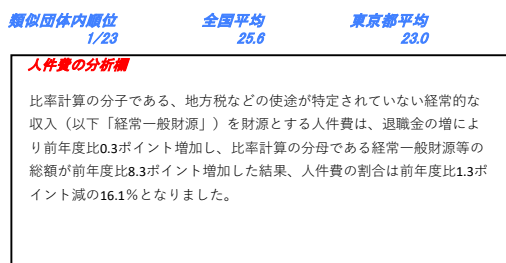 類似団体内順位 全国平均 東京都平均
1/23 25.6 23.0
人件費の分析欄
比率計算の分子である、地方税などの使途が特定されていない経常的な
収入（以下「経常一般財源」）を財源とする人件費は、退職金の増によ
り前年度比0.3ポイント増加し、比率計算の分母である経常一般財源等の
総額が前年度比8.3ポイント増加した結果、人件費の割合は前年度比1.3ポ
イント減の16.1％となりました。